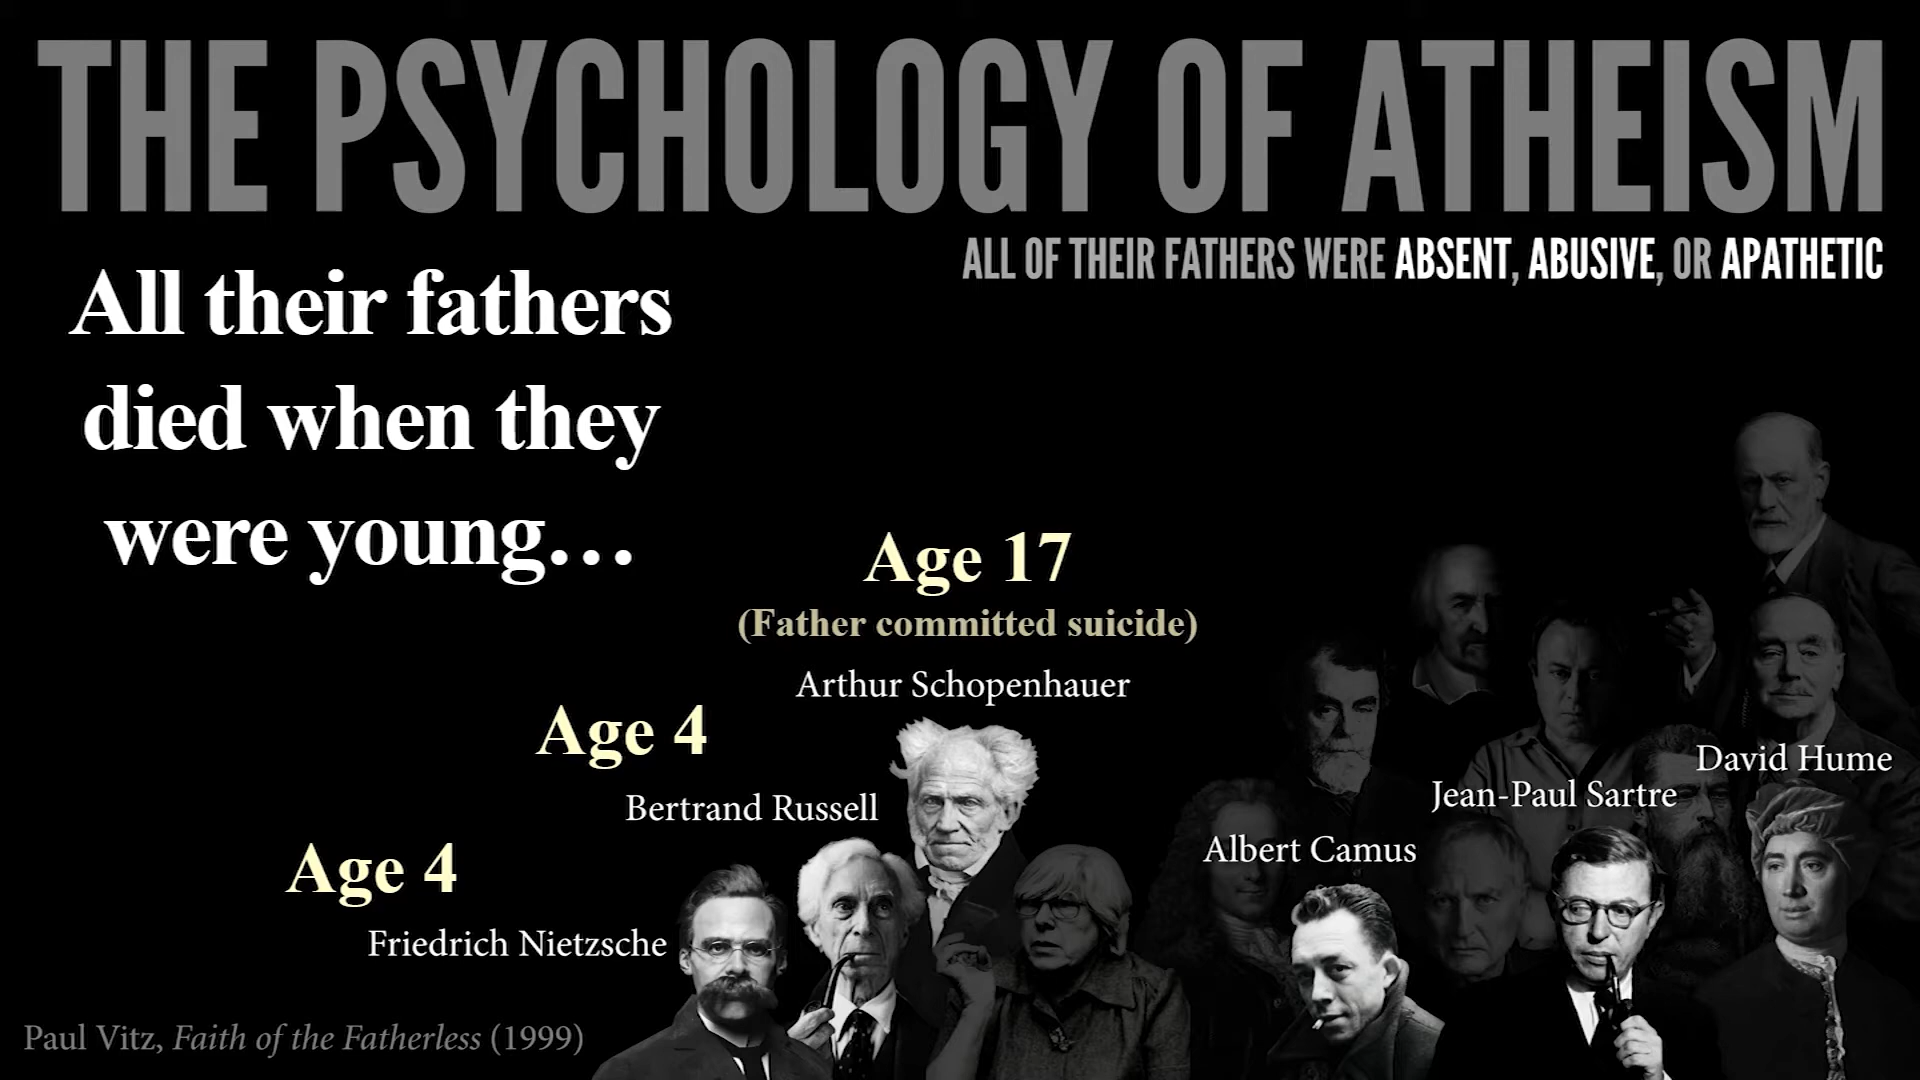 THE PSYCHOLOGY OF ATHEISM
ALL OF THEIR FATHERS WERE ABSENT, ABUSIVE, OR APATHETIC
All their fathers
died when they
were young…
Age 17
(Father committed suicide)
Arthur Schopenhauer
Age 4
Bertrand Russell
Age 4
Friedrich Nietzsche
David Hume
Jean-Paul Sartre
Albert Camus
Paul Vitz, Faith of the Fatherless (1999)